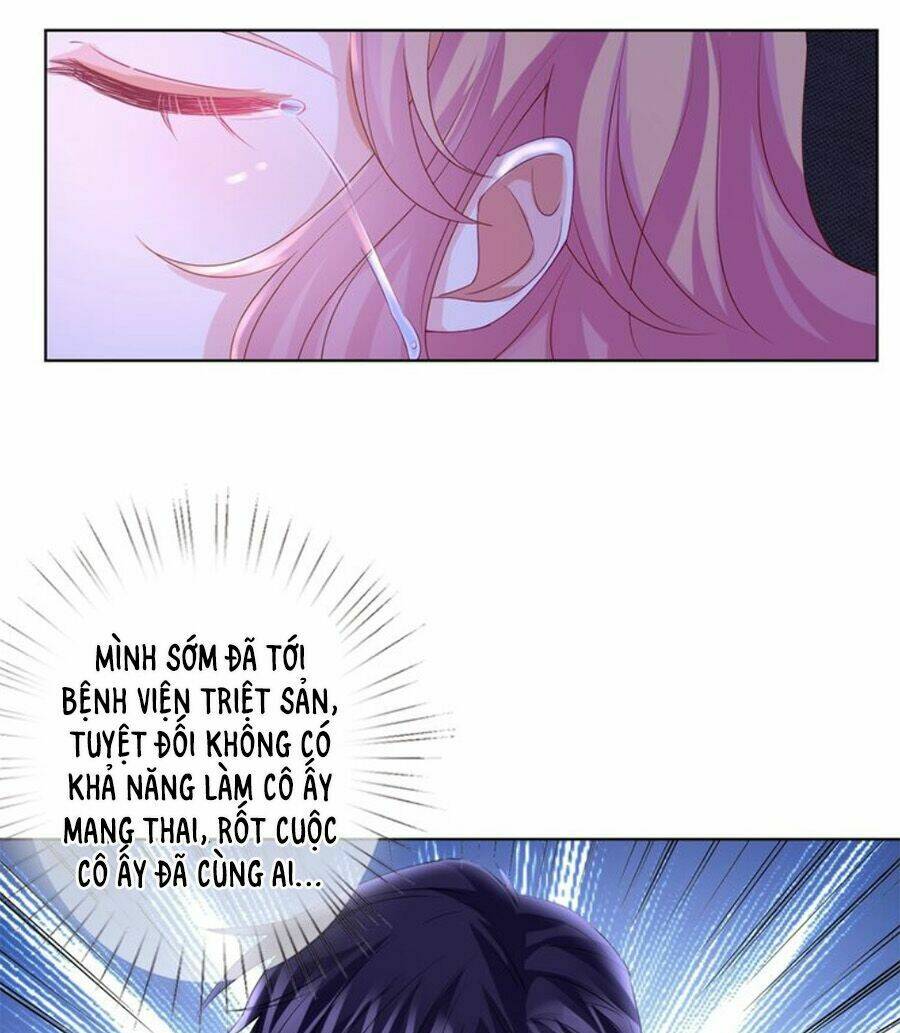 MÌNH SỚM ĐÃ TỚI
BỆNH VIỆN TRIỆT SẢN,
TUYỆT ĐỐI KHÔNG CÓ
KHẢ NĂNG LÀM CÔ ẤY
MANG THAI, RỐT CUỘC
CÔ ẤY ĐÃ CÙNG AI...